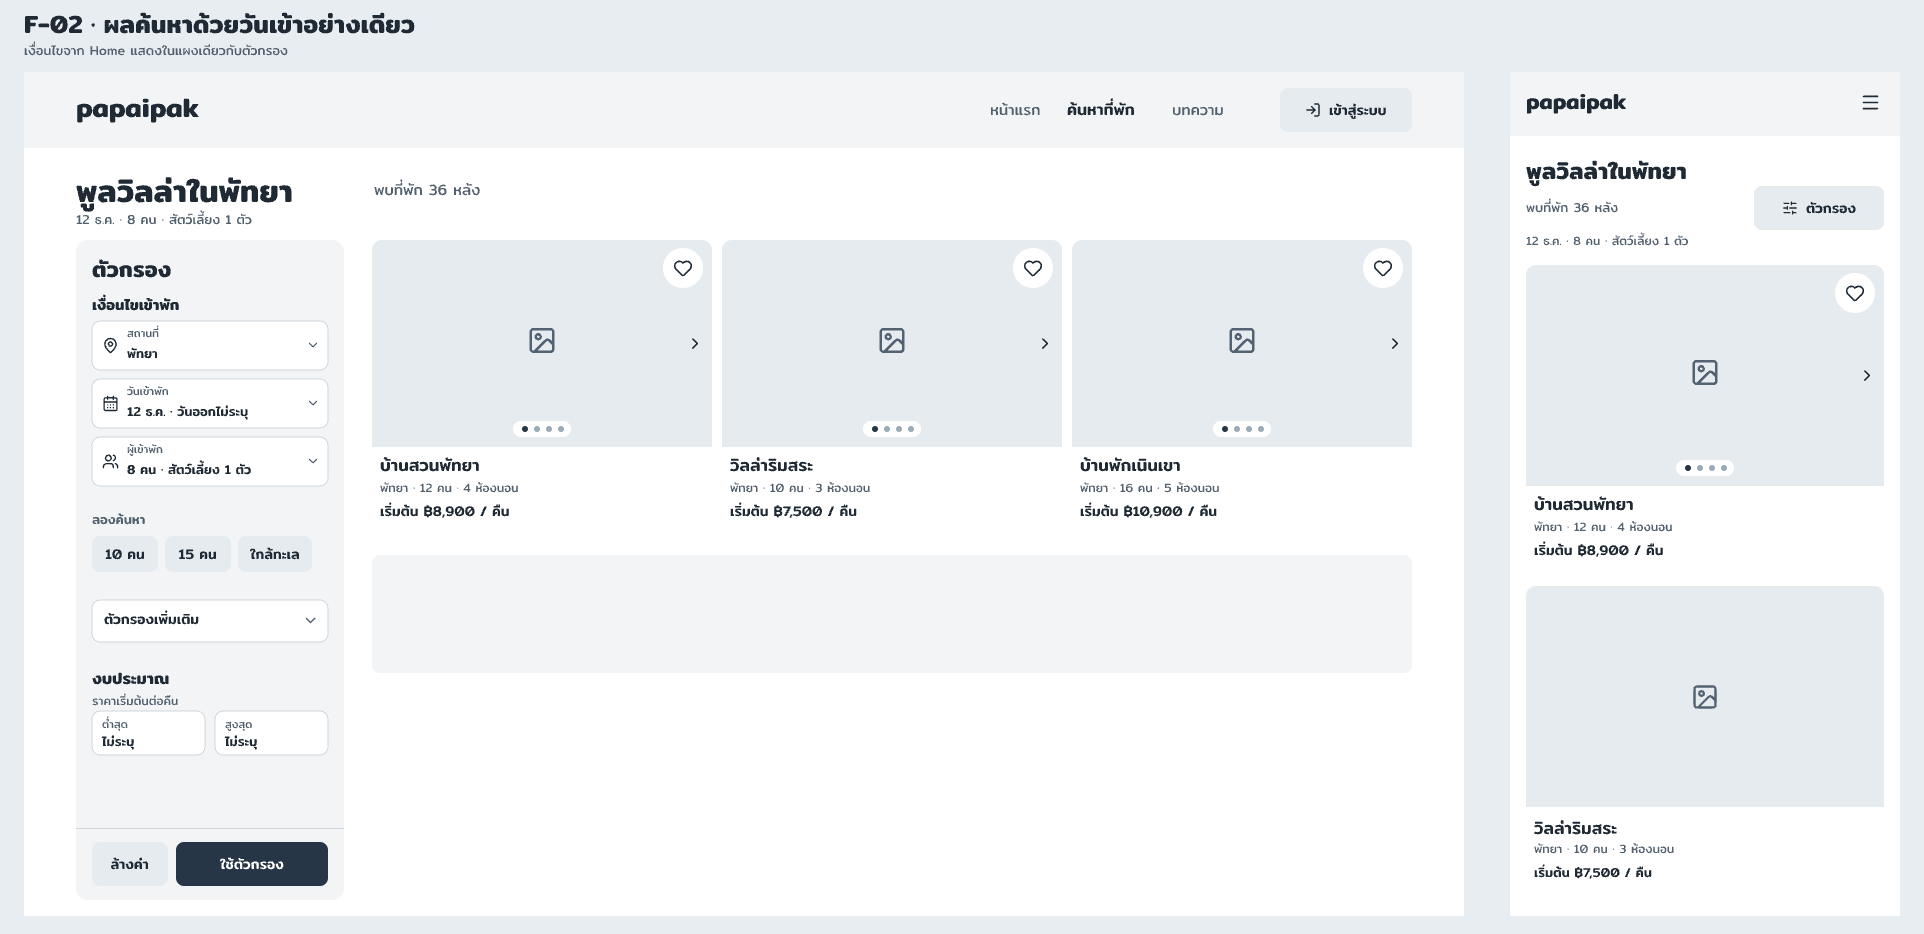 F-02 · ผลค้นหาด้วยวันเข้าอย่างเดียว
เงื่อนไขจาก Home แสดงในแผงเดียวกับตัวกรอง
papaipak
หน้าแรก
ค้นหาที่พัก
บทความ
เข้าสู่ระบบ
พูลวิลล่าในพัทยา
12 ธ.ค. · 8 คน · สัตว์เลี้ยง 1 ตัว
พบที่พัก 36 หลัง
ตัวกรอง
เงื่อนไขเข้าพัก
สถานที่
พัทยา
วันเข้าพัก
12 ธ.ค. · วันออกไม่ระบุ
ผู้เข้าพัก
8 คน · สัตว์เลี้ยง 1 ตัว
ลองค้นหา
10 คน
15 คน
ใกล้ทะเล
ตัวกรองเพิ่มเติม
งบประมาณ
ราคาเริ่มต้นต่อคืน
ต่ำสุด
ไม่ระบุ
สูงสุด
ไม่ระบุ
ล้างค่า
ใช้ตัวกรอง
บ้านสวนพัทยา
พัทยา · 12 คน · 4 ห้องนอน
เริ่มต้น ฿8,900 / คืน
วิลล่าริมสระ
พัทยา · 10 คน · 3 ห้องนอน
เริ่มต้น ฿7,500 / คืน
บ้านพักเนินเขา
พัทยา · 16 คน · 5 ห้องนอน
เริ่มต้น ฿10,900 / คืน
papaipak
พูลวิลล่าในพัทยา
พบที่พัก 36 หลัง
ตัวกรอง
12 ธ.ค. · 8 คน · สัตว์เลี้ยง 1 ตัว
บ้านสวนพัทยา
พัทยา · 12 คน · 4 ห้องนอน
เริ่มต้น ฿8,900 / คืน
วิลล่าริมสระ
พัทยา · 10 คน · 3 ห้องนอน
เริ่มต้น ฿7,500 / คืน